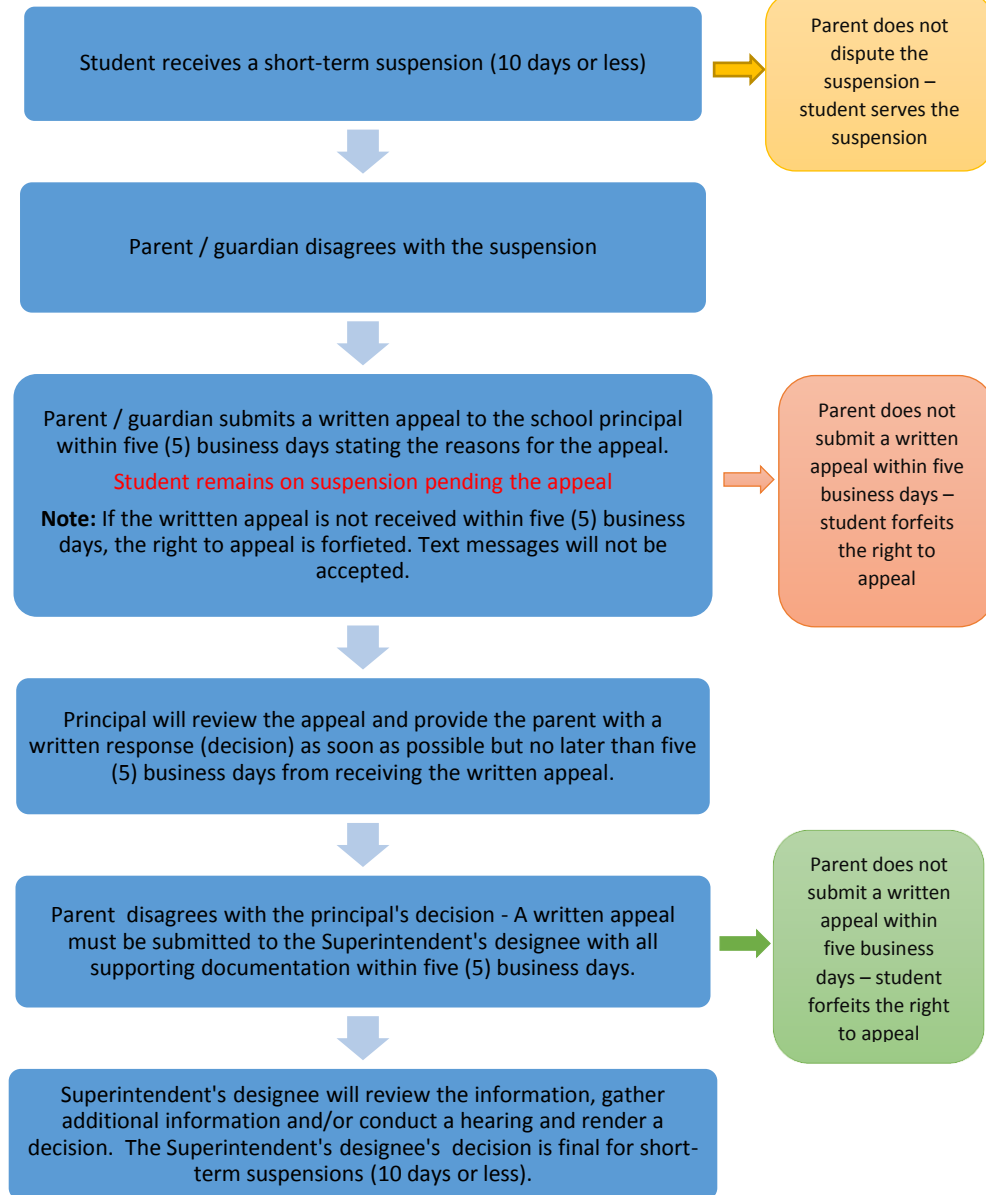 Student receives a short-term suspension (10 days or less)
Parent does not
dispute the
suspension –
student serves the
suspension
Parent / guardian disagrees with the suspension
Parent / guardian submits a written appeal to the school principal
within five (5) business days stating the reasons for the appeal.
Student remains on suspension pending the appeal
Note: If the writtten appeal is not received within five (5) business
days, the right to appeal is forfieted. Text messages will not be
accepted.
Parent does not
submit a written
appeal within five
business days –
student forfeits
the right to
appeal
Principal will review the appeal and provide the parent with a
written response (decision) as soon as possible but no later than five
(5) business days from receiving the written appeal.
Parent  disagrees with the principal's decision - A written appeal
must be submitted to the Superintendent's designee with all
supporting documentation within five (5) business days.
Parent does not
submit a written
appeal within
five business
days – student
forfeits the right
to appeal
Superintendent's designee will review the information, gather
additional information and/or conduct a hearing and render a
decision.  The Superintendent's designee's  decision is final for short-
term suspensions (10 days or less).